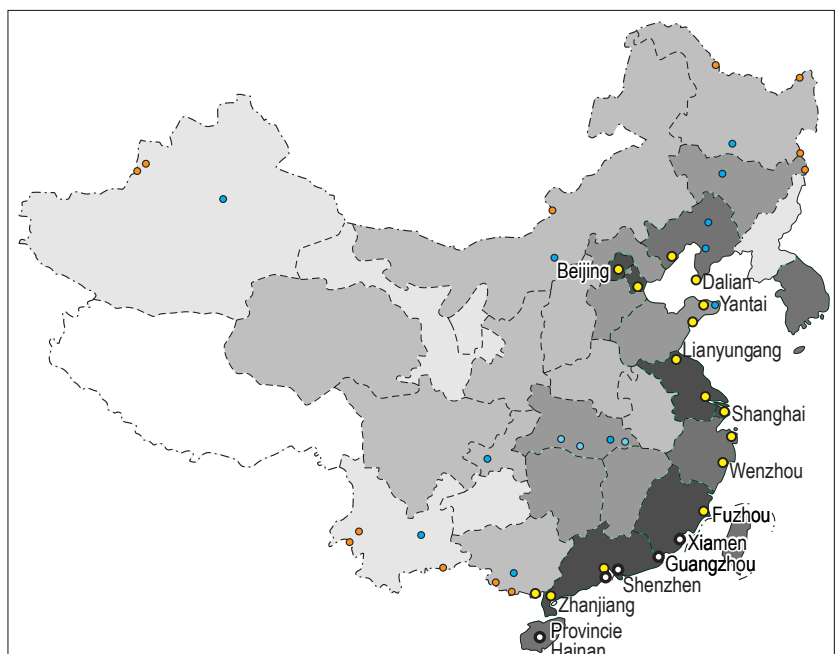 Beijing
Dalian
Yantai
Lianyungang
Shanghai
Wenzhou
Fuzhou
Xiamen
Guangzhou
Shenzhen
Zhanjiang
Provincie
Hainan